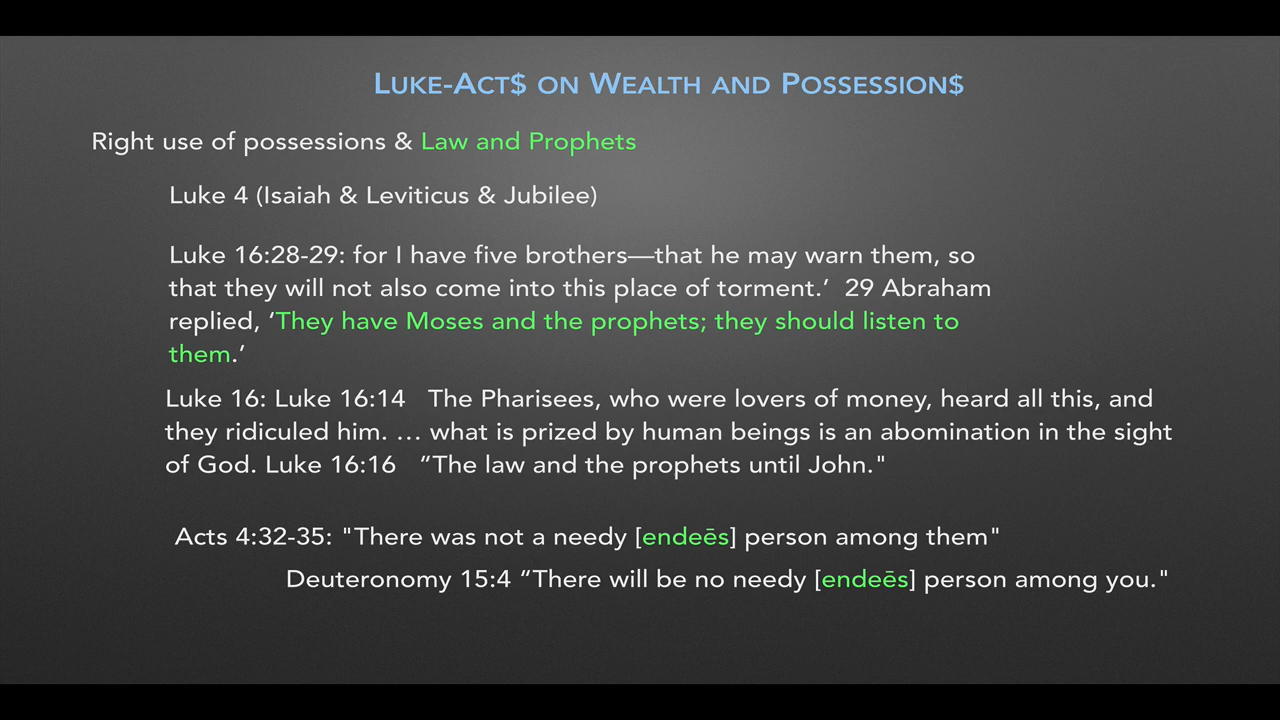 LUKE-ACT$ ON WEALTH AND POSSESSION$
Right use of possessions & Law and Prophets
Luke 4 (Isaiah & Leviticus & Jubilee)
Luke 16:28-29: for I have five brothers—that he may warn them, so
that they will not also come into this place of torment.’  29 Abraham
replied, ‘They have Moses and the prophets; they should listen to
them.’
Luke 16: Luke 16:14   The Pharisees, who were lovers of money, heard all this, and
they ridiculed him. … what is prized by human beings is an abomination in the sight
of God. Luke 16:16   “The law and the prophets until John."
Acts 4:32-35: "There was not a needy [endeēs] person among them"
Deuteronomy 15:4 “There will be no needy [endeēs] person among you."